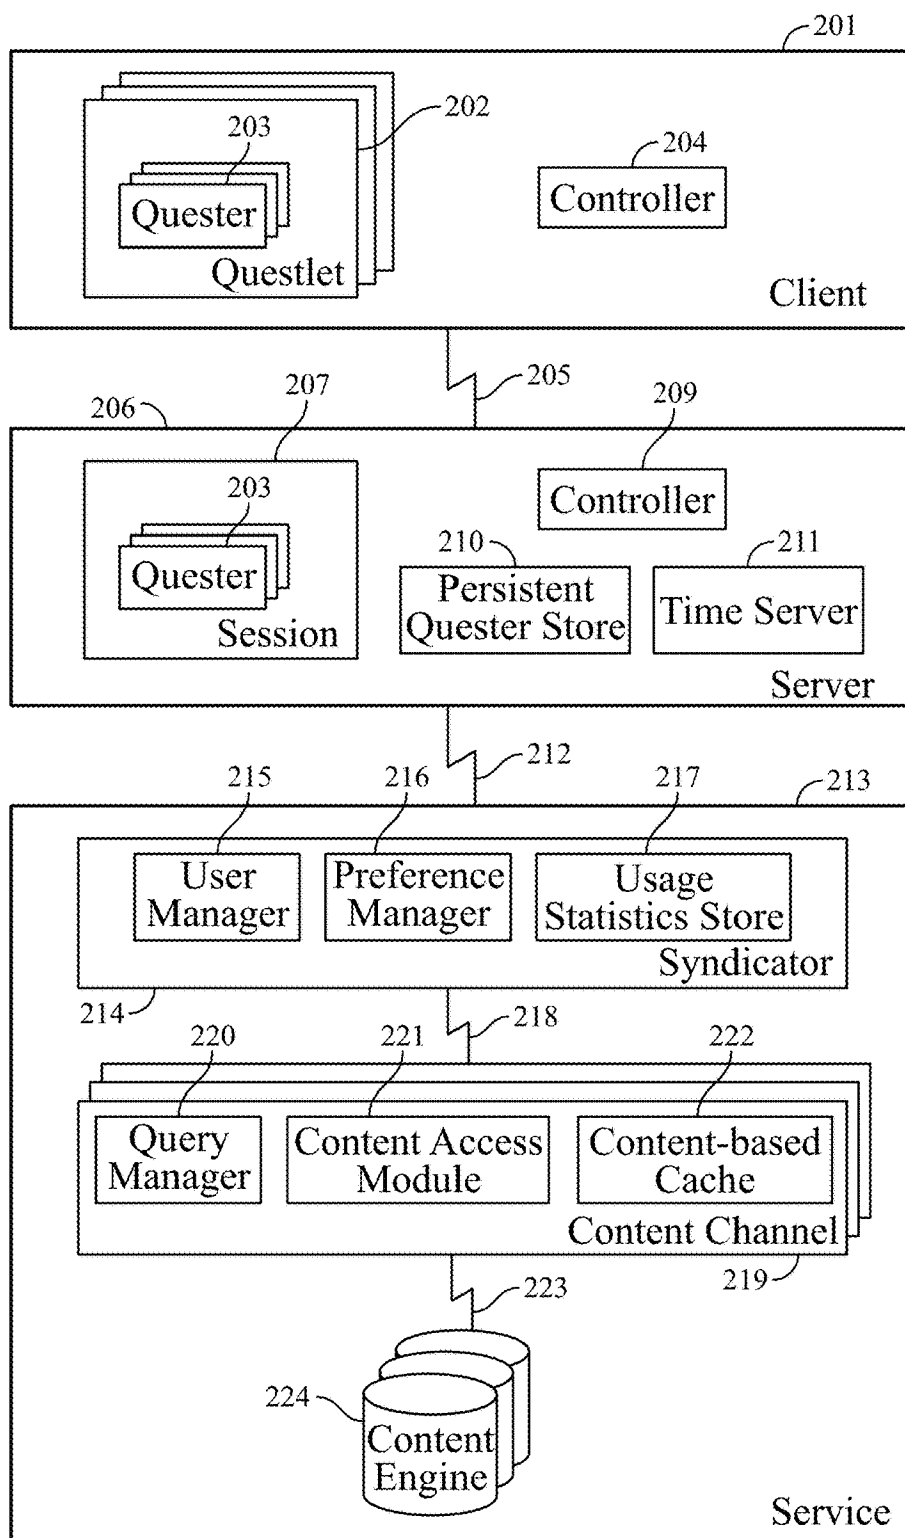 201
202
203
204
Quester
Controller
Questlet
Client
205
206
207
209
203
Controller
210
211
Quester
Persistent
Quester Store
Time Server
Session
Server
212
213
215
216
217
User
Manager
Preference
Manager
Usage
Statistics Store
Syndicator
214
218
220
221
222
Query
Manager
Content Access
Module
Content-based
Cache
Content Channel
219
223
224
Content
Engine
Service